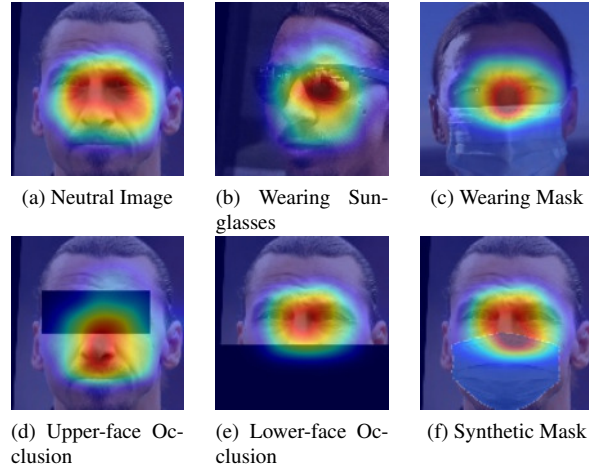 (a) Neutral Image
(b) Wearing Sun-
glasses
(c) Wearing Mask
(d) Upper-face Oc-
clusion
(e) Lower-face Oc-
clusion
(f) Synthetic Mask